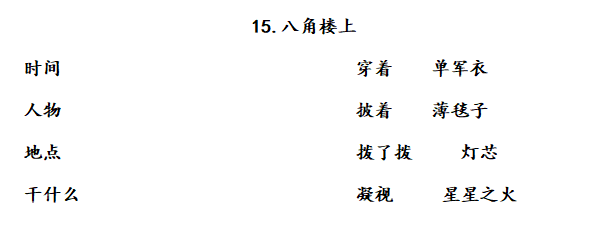 15.八角楼上
时间 穿着 单军衣
人物 披着 薄毯子
地点 拨了拨 灯芯
干什么 凝视 星星之火